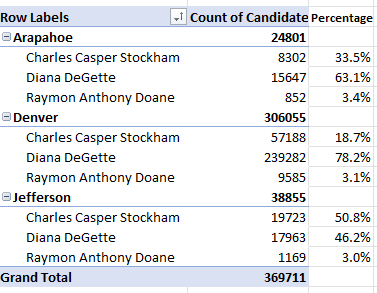 Row Labels Count of Candidate Percentage
Arapahoe 24801
Charles Casper Stockham 8302 33.5%
Diana DeGette 15647 63.1%
Raymon Anthony Doane 852 3.4%
Denver 306055
Charles Casper Stockham 57188 18.7%
Diana DeGette 239282 78.2%
Raymon Anthony Doane 9585 3.1%
Jefferson 38855
Charles Casper Stockham 19723 50.8%
Diana DeGette 17963 46.2%
Raymon Anthony Doane 1169 3.0%
Grand Total 369711